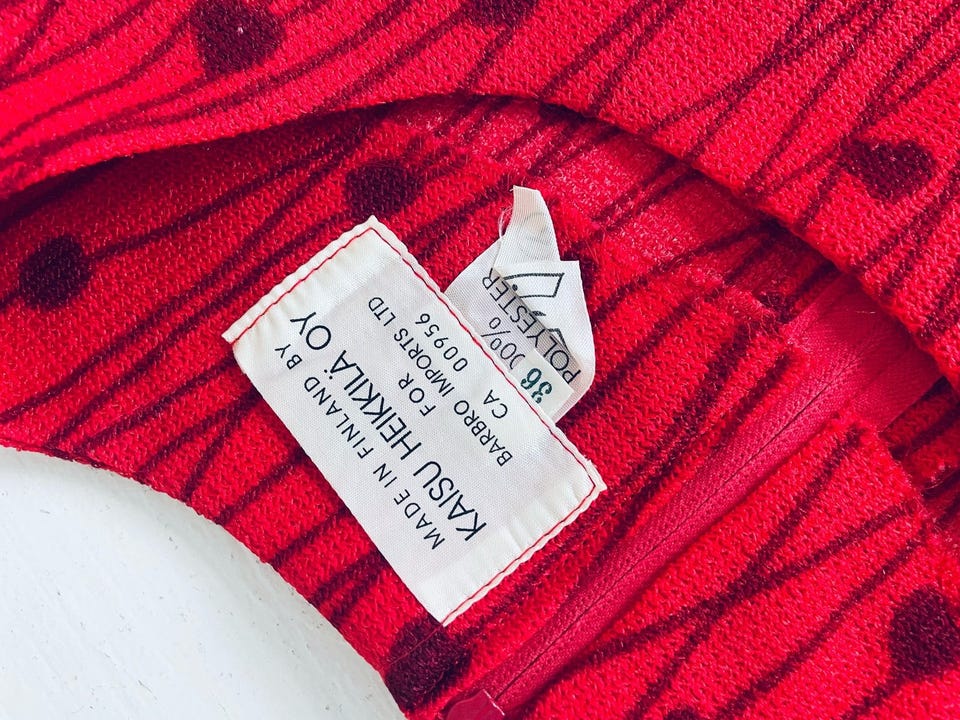 MADE IN FINLAND BY
KAISU HEIKKILÄ OY
FOR
BARBRO IMPORTS LTD
CA 00956
36
100%
POLYESTER